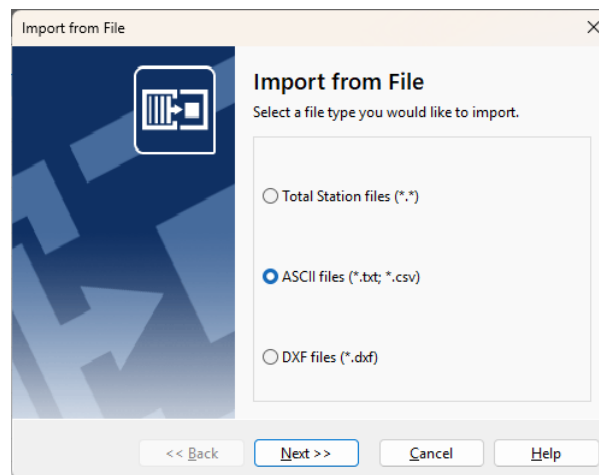 Import from File
Import from File
Select a file type you would like to import.
Total Station files (*.*)
ASCII files (*.txt; *.csv)
DXF files (*.dxf)
<< Back Next >> Cancel Help